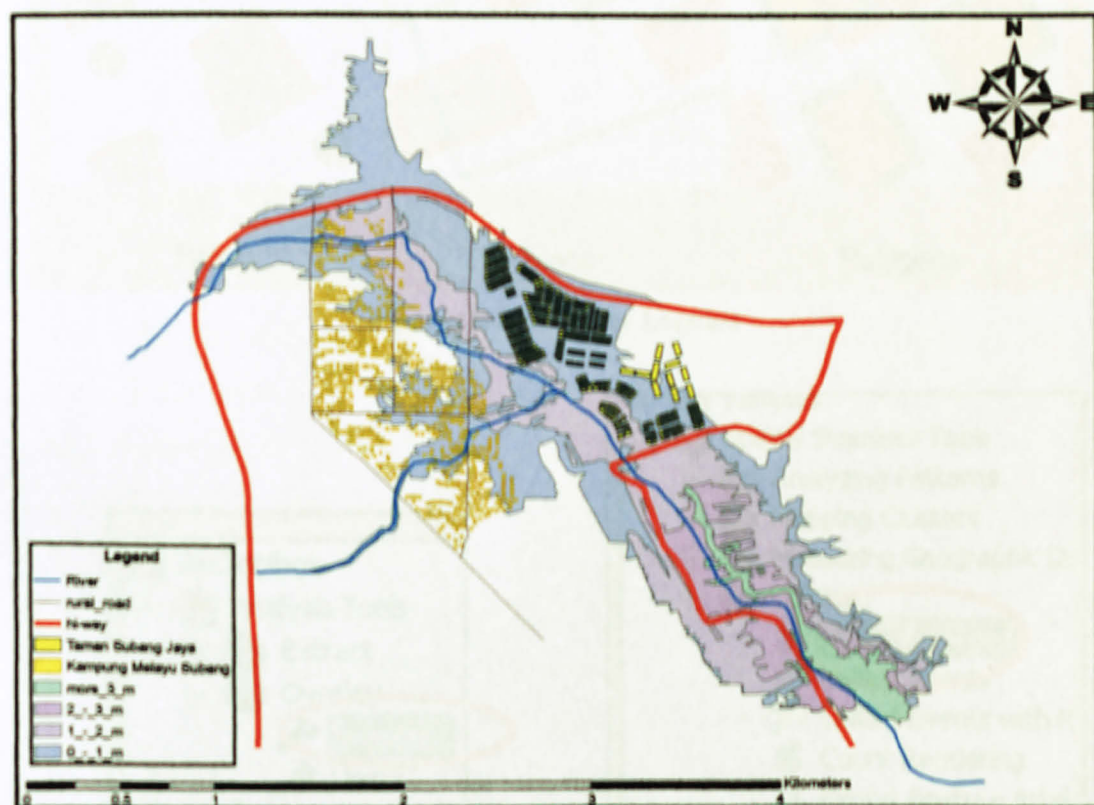 N
W E
S
Legend
River
rural_road
N-way
Taman Subang Jaya
Kampung Melayu Subang
more_3_m
2_-_3_m
1_-_2_m
0_-_1_m
Kilometers
0 0.5 1 2 3 4